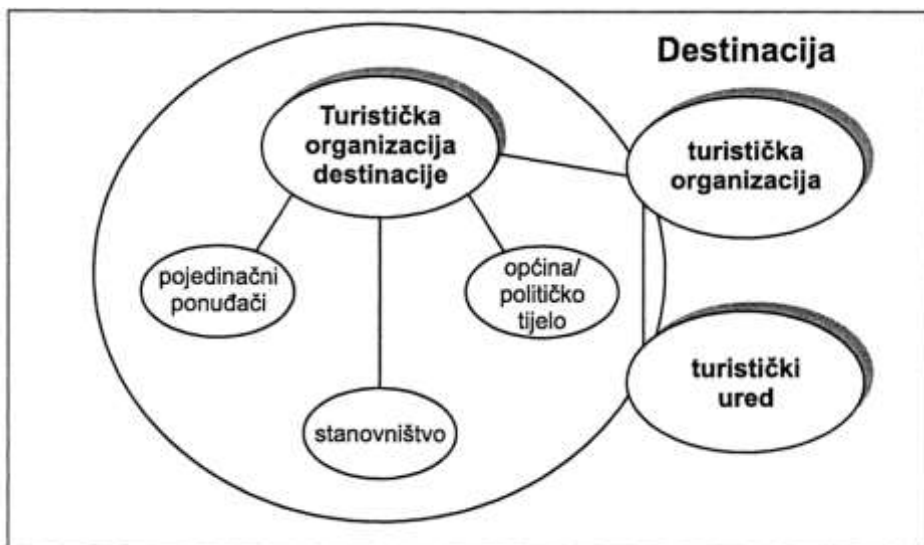 Destinacija
Turistička
organizacija
destinacije
turistička
organizacija
pojedinačni
ponuđači
općina/
političko
tijelo
turistički
ured
stanovništvo